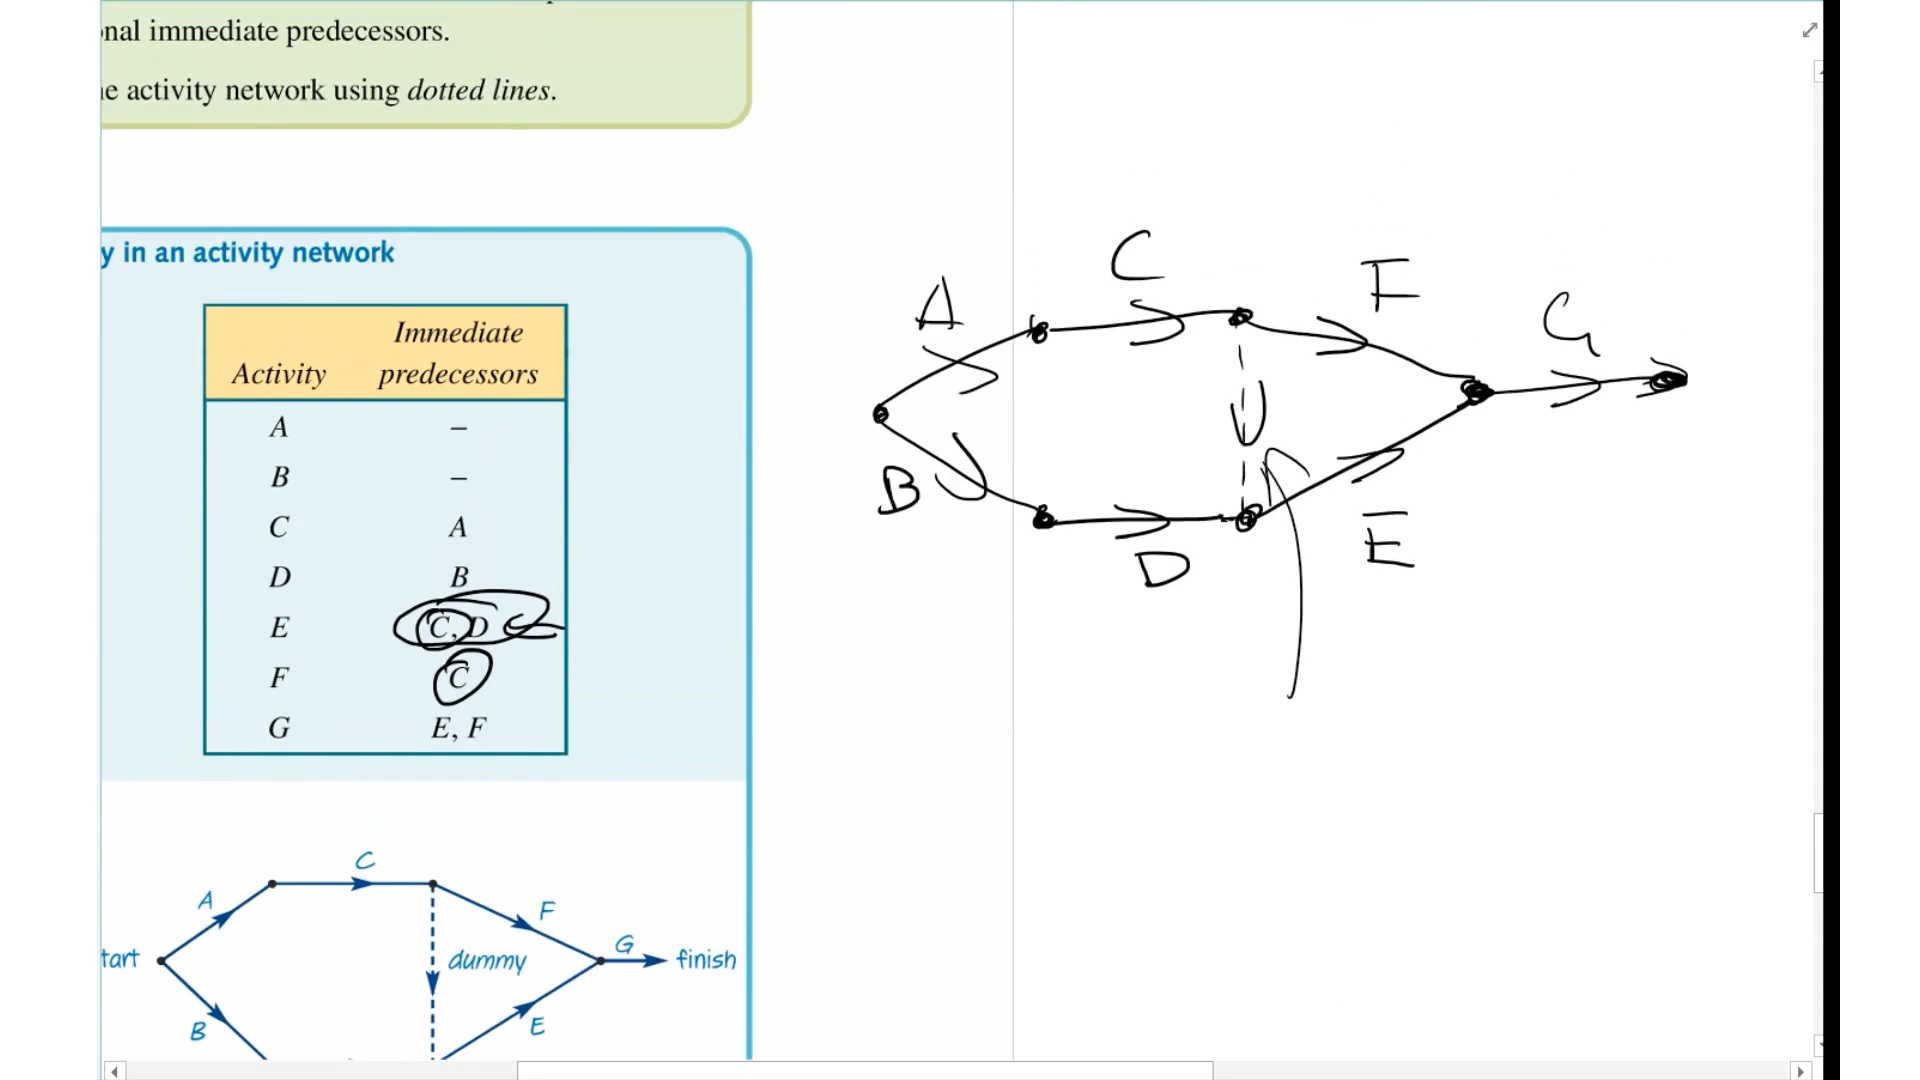 nal immediate predecessors.
e activity network using dotted lines.
y in an activity network
Activity Immediate predecessors
A –
B –
C A
D B
E C, D
F C
G E, F
A
C
F
G
B
D
E
C
A
F
tart
dummy
G
finish
B
E